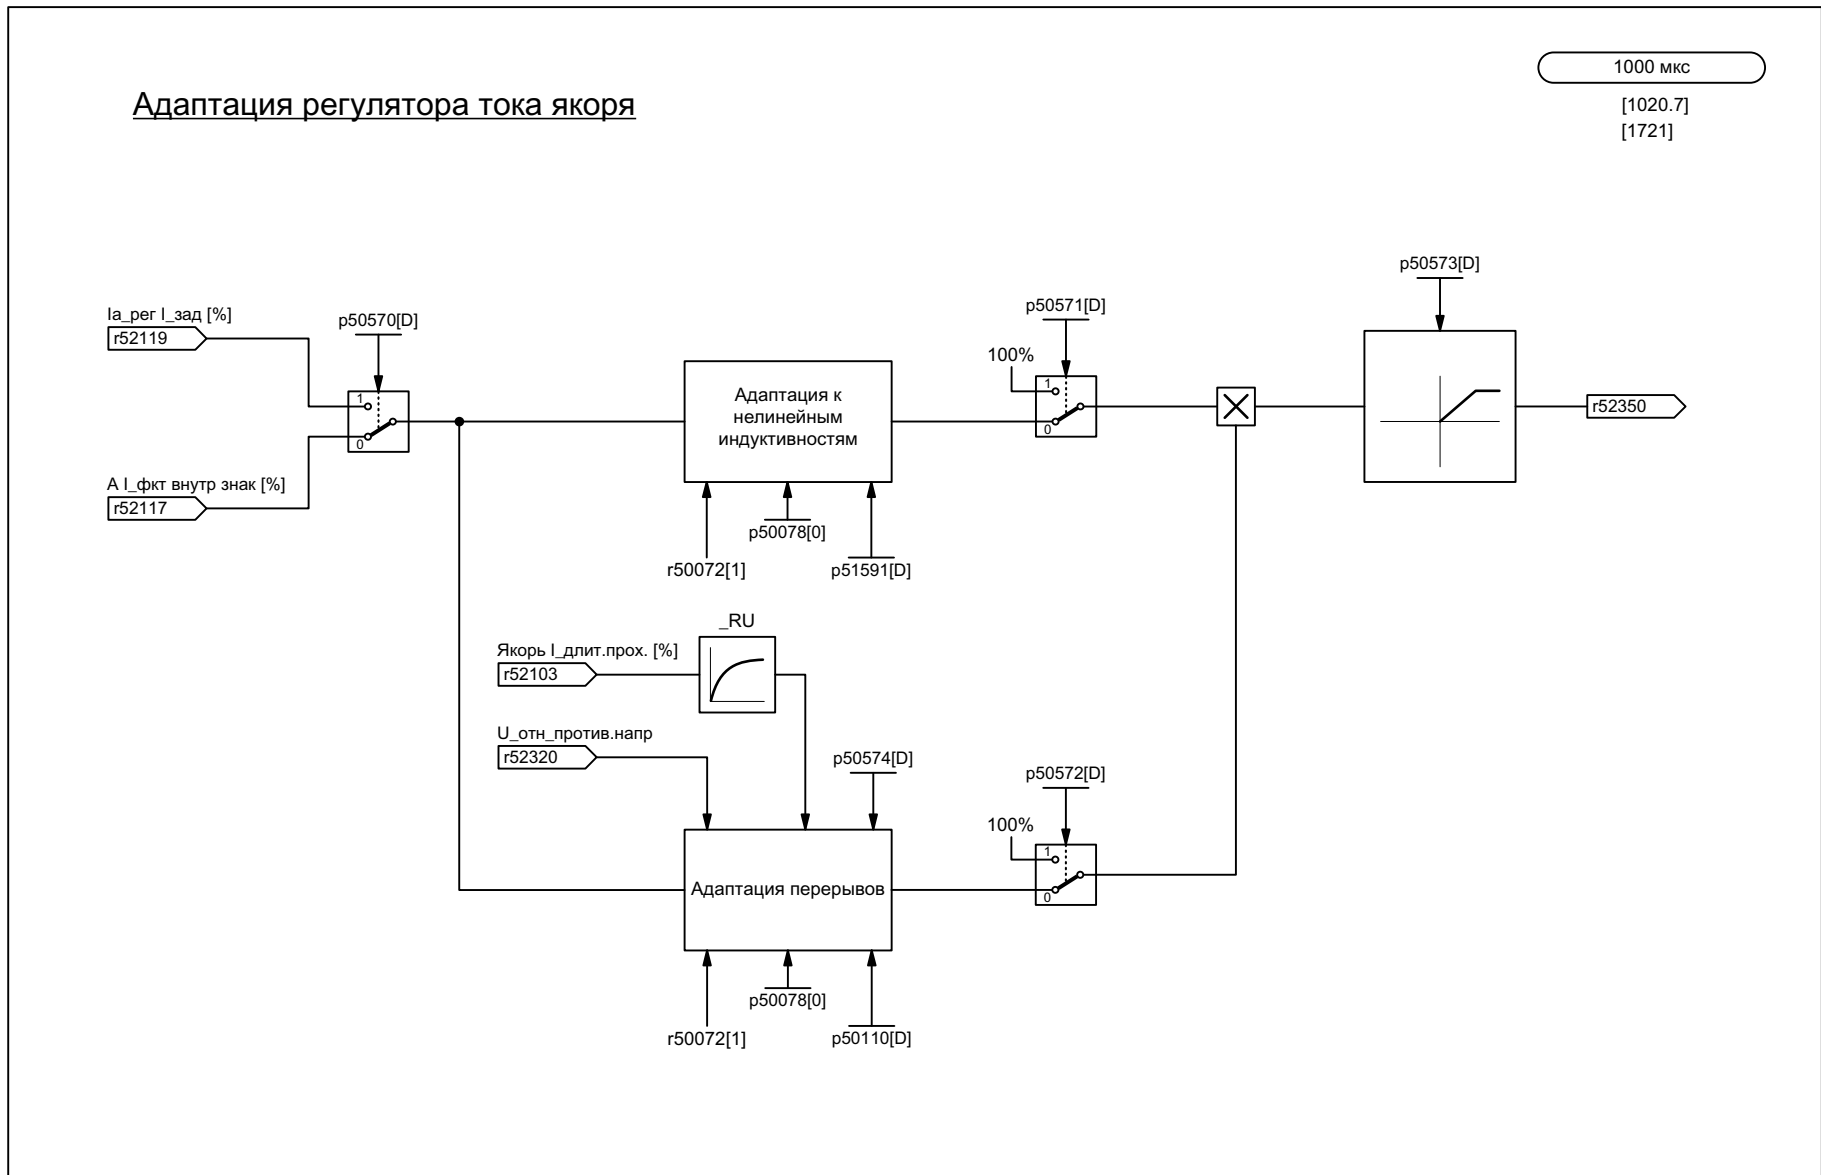 1000 мкс
[1020.7]
[1721]
Адаптация регулятора тока якоря
p50573[D]
p50571[D]
Ia_рег I_зад [%]
r52119
p50570[D]
100%
1
0
Адаптация к
нелинейным
индуктивностям
1
0
r52350
А I_фкт внутр знак [%]
r52117
p50078[0]
r50072[1]
p51591[D]
_RU
Якорь I_длит.прох. [%]
r52103
U_отн_против.напр
r52320
p50574[D]
p50572[D]
100%
1
0
Адаптация перерывов
p50078[0]
r50072[1]
p50110[D]